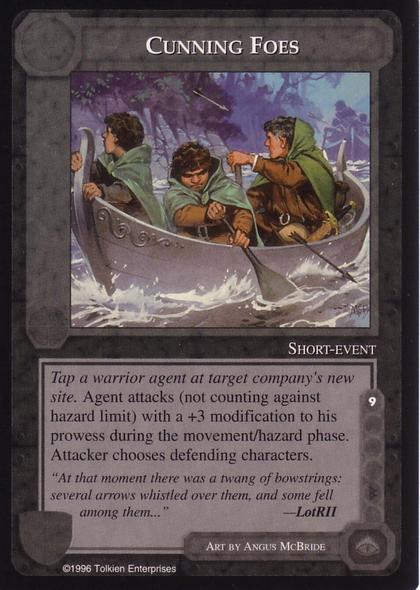 CUNNING FOES
SHORT-EVENT
Tap a warrior agent at target company's new
site. Agent attacks (not counting against
hazard limit) with a +3 modification to his
prowess during the movement/hazard phase.
Attacker chooses defending characters.
9
"At that moment there was a twang of bowstrings:
several arrows whistled over them, and some fell
among them..." —LotRII
ART BY ANGUS MCBRIDE
©1996 Tolkien Enterprises